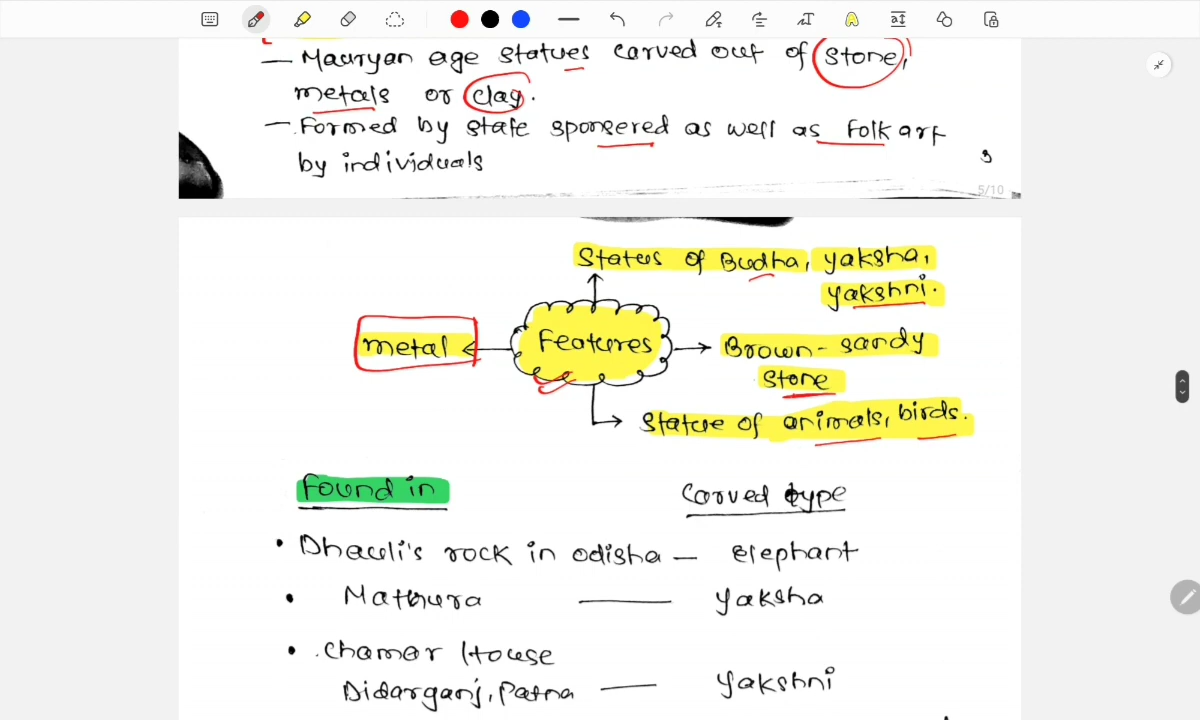 — Mauryan age statues carved out of stone,
metals or clay.
— Formed by state sponsered as well as folk art
by individuals
5/10
Statues of Budha, yaksha,
yakshni.
metal
Features
Brown-sandy
stone
Statue of animals, birds.
Found in
Carved type
• Dhauli's rock in odisha — elephant
• Mathura — yaksha
• Chamar House
Didarganj, Patna — yakshni